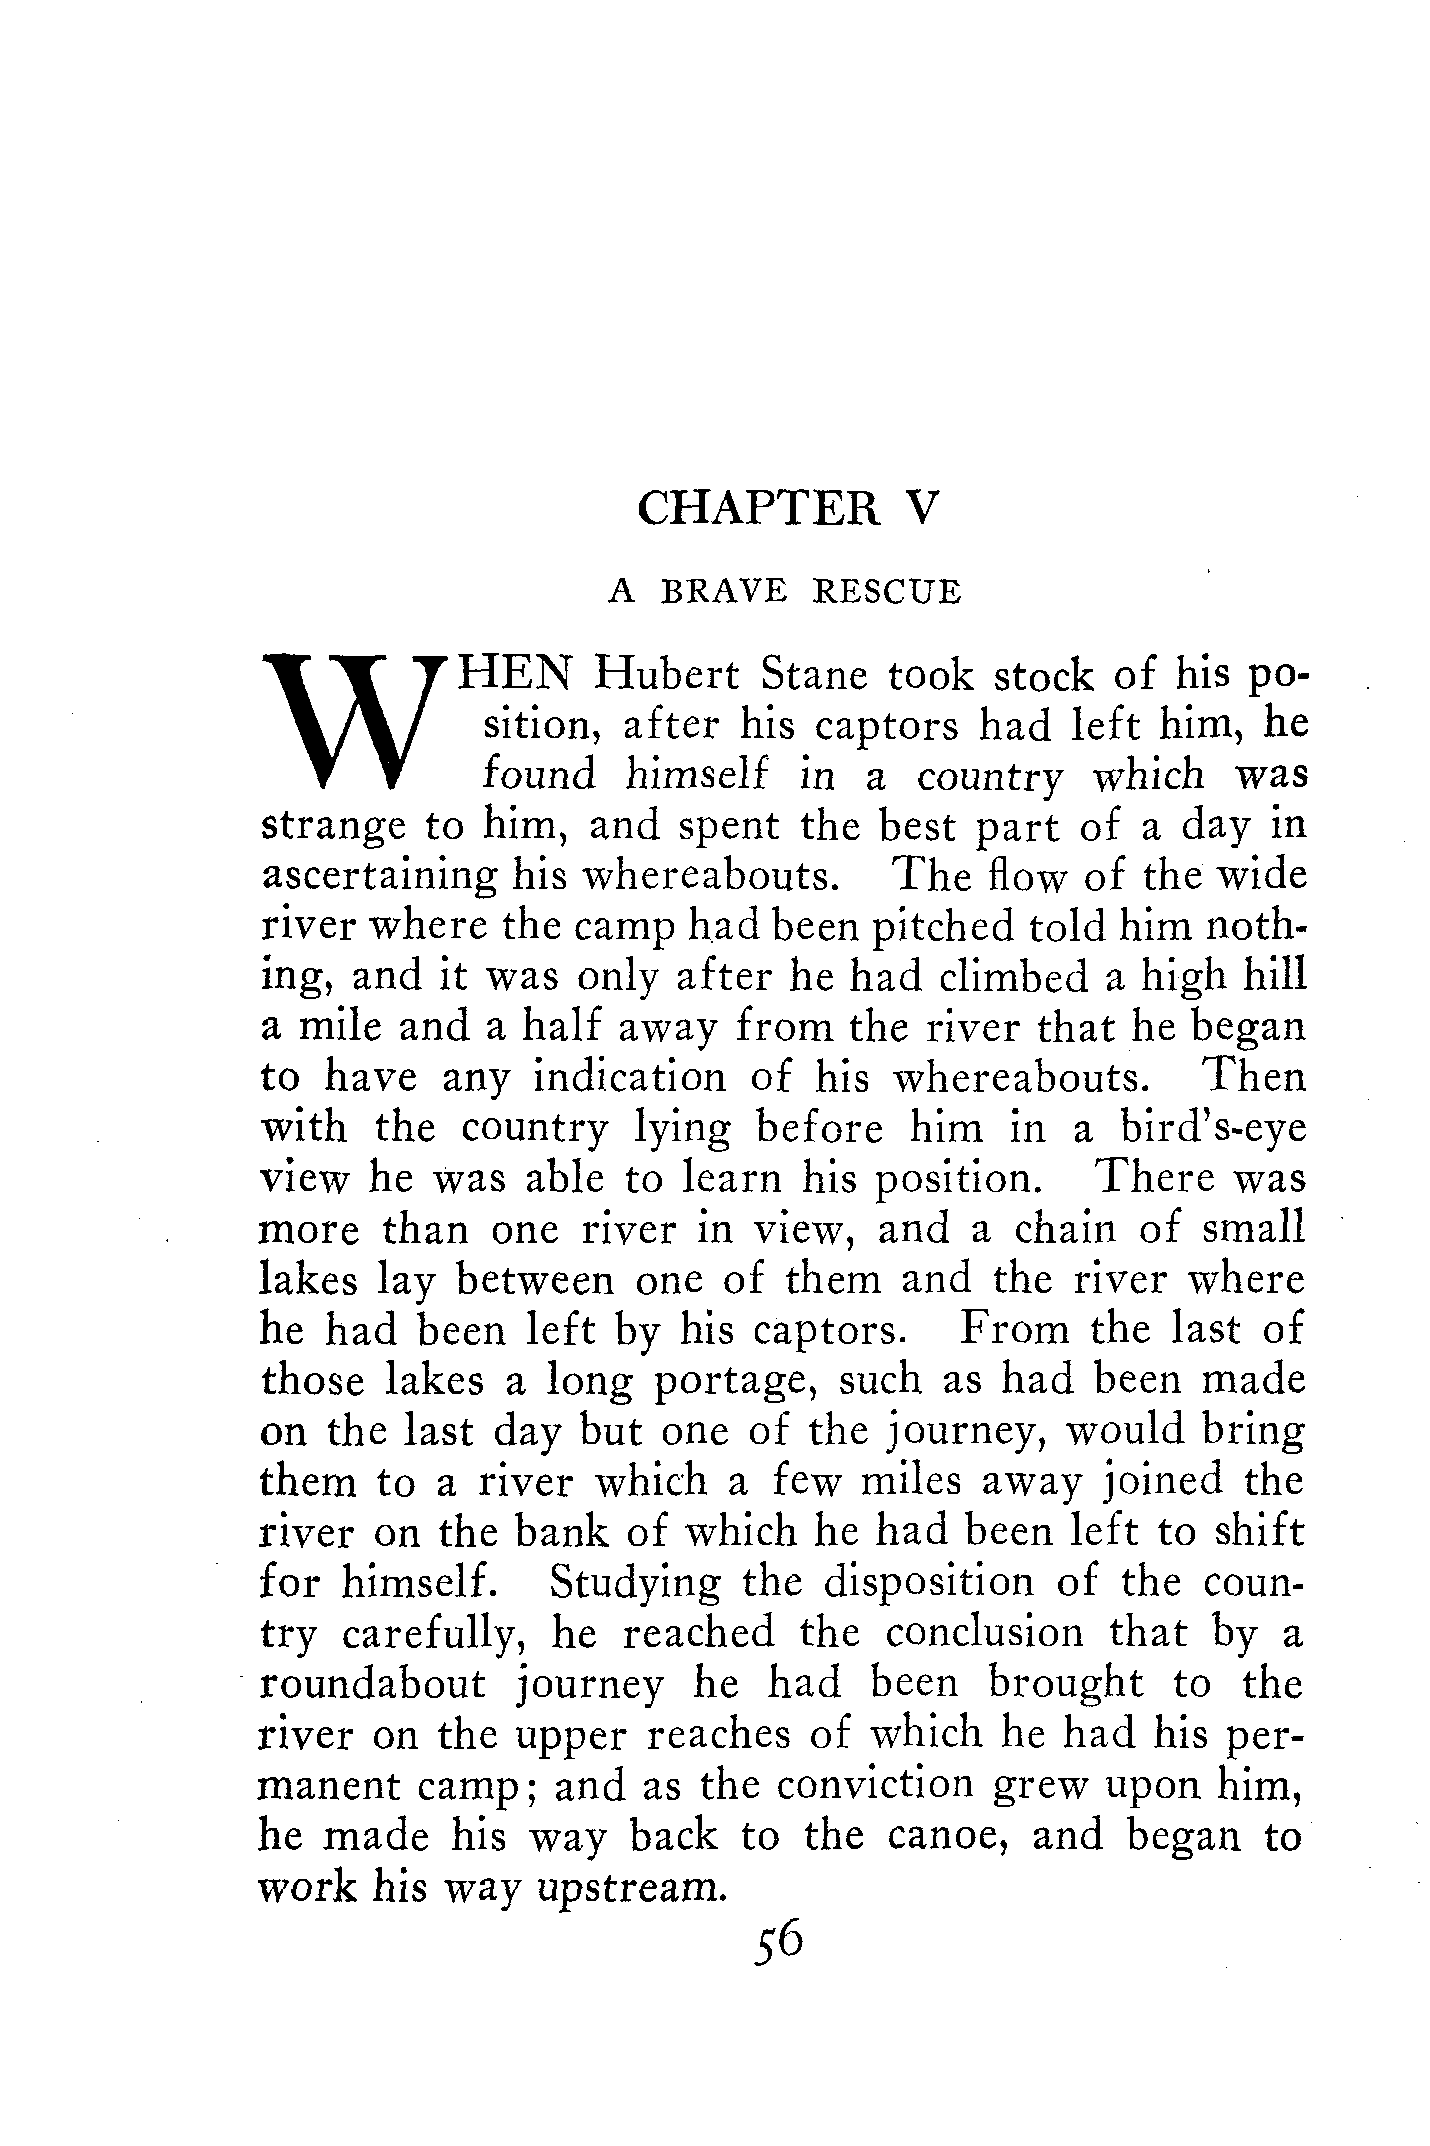 CHAPTER V
A BRAVE RESCUE
WHEN Hubert Stane took stock of his po-
sition, after his captors had left him, he
found himself in a country which was
strange to him, and spent the best part of a day in
ascertaining his whereabouts. The flow of the wide
river where the camp had been pitched told him noth-
ing, and it was only after he had climbed a high hill
a mile and a half away from the river that he began
to have any indication of his whereabouts. Then
with the country lying before him in a bird's-eye
view he was able to learn his position. There was
more than one river in view, and a chain of small
lakes lay between one of them and the river where
he had been left by his captors. From the last of
those lakes a long portage, such as had been made
on the last day but one of the journey, would bring
them to a river which a few miles away joined the
river on the bank of which he had been left to shift
for himself. Studying the disposition of the coun-
try carefully, he reached the conclusion that by a
roundabout journey he had been brought to the
river on the upper reaches of which he had his per-
manent camp; and as the conviction grew upon him,
he made his way back to the canoe, and began to
work his way upstream.
56